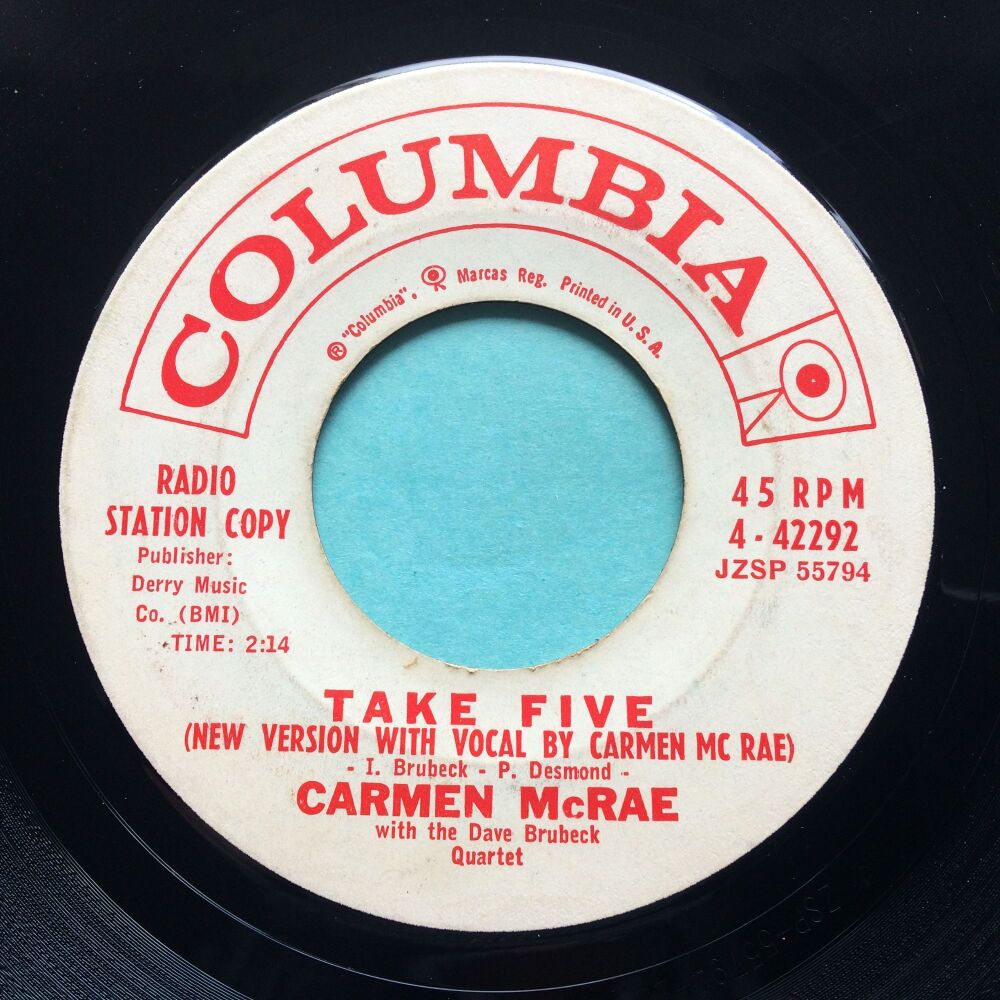 COLUMBIA
® "Columbia", Marcas Reg. Printed in U. S. A.
RADIO
STATION COPY
Publisher:
Derry Music
Co. (BMI)
TIME: 2:14
45 RPM
4-42292
JZSP 55794
TAKE FIVE
(NEW VERSION WITH VOCAL BY CARMEN MC RAE)
- I. Brubeck - P. Desmond -
CARMEN McRAE
with the Dave Brubeck
Quartet